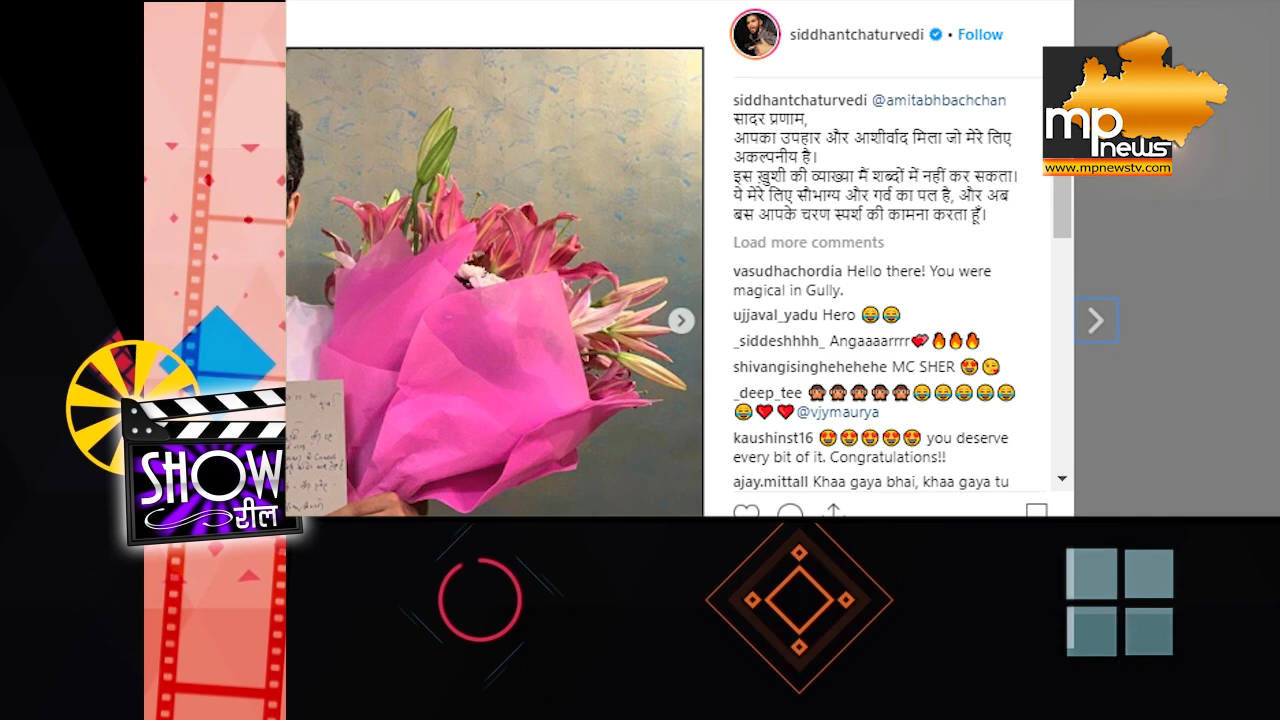 siddhantchaturvedi • Follow
siddhantchaturvedi @amitabhbachchan
सादर प्रणाम,
आपका उपहार और आशीर्वाद मिला जो मेरे लिए
अकल्पनीय है।
इस ख़ुशी की व्याख्या मैं शब्दों में नहीं कर सकता।
ये मेरे लिए सौभाग्य और गर्व का पल है, और अब
बस आपके चरण स्पर्श की कामना करता हूँ।
Load more comments
vasudhachordia Hello there! You were
magical in Gully.
ujjaval_yadu Hero 😂😂
_siddeshhhh_ Angaaaarrrr💕🔥🔥🔥
shivangisinghehehehe MC SHER 😍😘
_deep_tee 🙊🙊🙊🙊🙊😂😂😂😂😂
😂❤❤@vjymaurya
kaushinst16 😍😍😍😍😍 you deserve
every bit of it. Congratulations!!
ajay.mittall Khaa gaya bhai, khaa gaya tu
mp news
www.mpnewstv.com
SHOW
रील